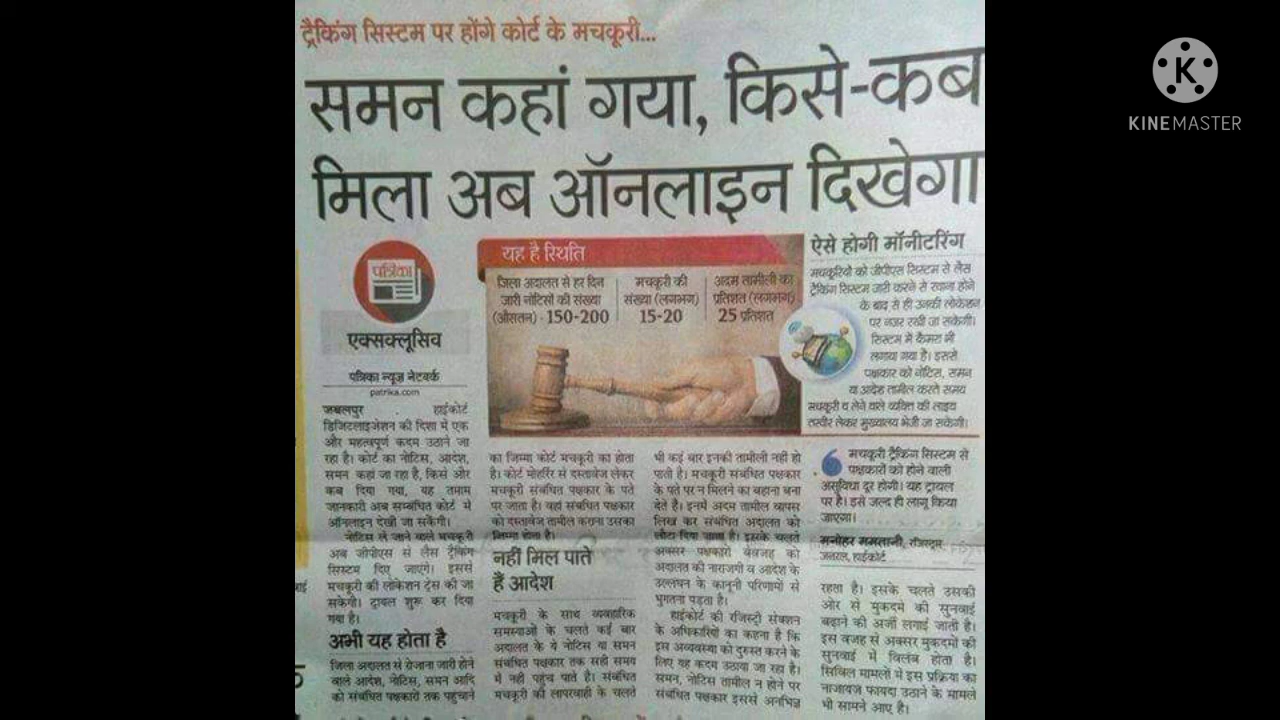 ट्रैकिंग सिस्टम पर होंगे कोर्ट के मचकूरी...
समन कहां गया, किसे-कब
मिला अब ऑनलाइन दिखेगा
KINEMASTER
पत्रिका
एक्सक्लूसिव
पत्रिका न्यूज नेटवर्क
patrika.com
जबलपुर . हाईकोर्ट
डिजिटलाइजेशन की दिशा में एक
और महत्वपूर्ण कदम उठाने जा
रहा है। कोर्ट का नोटिस, आदेश,
समन कहां जा रहा है, किसे और
कब दिया गया, यह तमाम
जानकारी अब सम्बंधित कोर्ट में
ऑनलाइन देखी जा सकेंगी।
नोटिस ले जाने वाले मचकूरी
अब जीपीएस से लैस ट्रैकिंग
सिस्टम दिए जाएंगे। इससे
मचकूरी की लोकेशन ट्रेस की जा
सकेगी। ट्रायल शुरू कर दिया
गया है।
अभी यह होता है
जिला अदालत से रोजाना जारी होने
वाले आदेश, नोटिस, समन आदि
को संबंधित पक्षकारों तक पहुंचाने
यह है स्थिति
जिला अदालत से हर दिन
जारी नोटिसों की संख्या
(औसतन) - 150-200
मचकुरी की
संख्या (लगभग)
15-20
अदम तामीली का
प्रतिशत (लगभग)
25 प्रतिशत
का जिम्मा कोर्ट मचकूरी का होता
है। कोर्ट मोहर्रिर से दस्तावेज लेकर
मचकूरी संबंधित पक्षकार के पते
पर जाता है। वहां संबंधित पक्षकार
को दस्तावेज तामील कराना उसका
जिम्मा होता है।
नहीं मिल पाते
हैं आदेश
मचकूरी के साथ व्यवहारिक
समस्याओं के चलते कई बार
अदालत के ये नोटिस या समन
संबंधित पक्षकार तक सही समय
में नही पहुंच पाते है। संबंधित
मचकूरी की लापरवाही के चलते
भी कई बार इनकी तामीली नही हो
पाती है। मचकूरी संबंधित पक्षकार
के पते पर न मिलने का बहाना बना
देते है। इनमें अदम तामील वापस
लिख कर संबंधित अदालत को
लौटा दिया जाता है। इसके चलते
अक्सर पक्षकारों बेवजह को
अदालत की नाराजगी व आदेश के
उल्लघन के कानूनी परिणामों से
भुगतना पड़ता है।
हाईकोर्ट की रजिस्ट्री सेक्शन
के अधिकारियों का कहना है कि
इस अव्यवस्था को दुरुस्त करने के
लिए यह कदम उठाया जा रहा है।
समन, नोटिस तामील न होने पर
संबंधित पक्षकार इससे अनभिज्ञ
ऐसे होगी मॉनीटरिंग
मचकूरियों को जीपीएस सिस्टम से लैस
ट्रैकिंग सिस्टम जारी करने से रवाना होने
के बाद से ही उनकी लोकेशन
पर नजर रखी जा सकेगी।
सिस्टम में कैमरा भी
लगाया गया है। इससे
पक्षकार को नोटिस, समन
या आदेश तामील करते समय
मचकूरी व लेने वाले व्यक्ति की लाइव
तस्वीर लेकर मुख्यालय भेजी जा सकेगी।
मचकूरी ट्रैकिंग सिस्टम से
पक्षकारों को होने वाली
असुविधा दूर होगी। यह ट्रायल
पर है। इसे जल्द ही लागू किया
जाएगा।
मनोहर ममतानी, रजिस्ट्रार
जनरल, हाईकोर्ट
रहता है। इसके चलते उसकी
ओर से मुकदमे की सुनवाई
बढ़ाने की अर्जी लगाई जाती है।
इस वजह से अक्सर मुकदमों की
सुनवाई में विलंब होता है।
सिविल मामलों में इस प्रक्रिया का
नाजायज फायदा उठाने के मामले
भी सामने आए है।